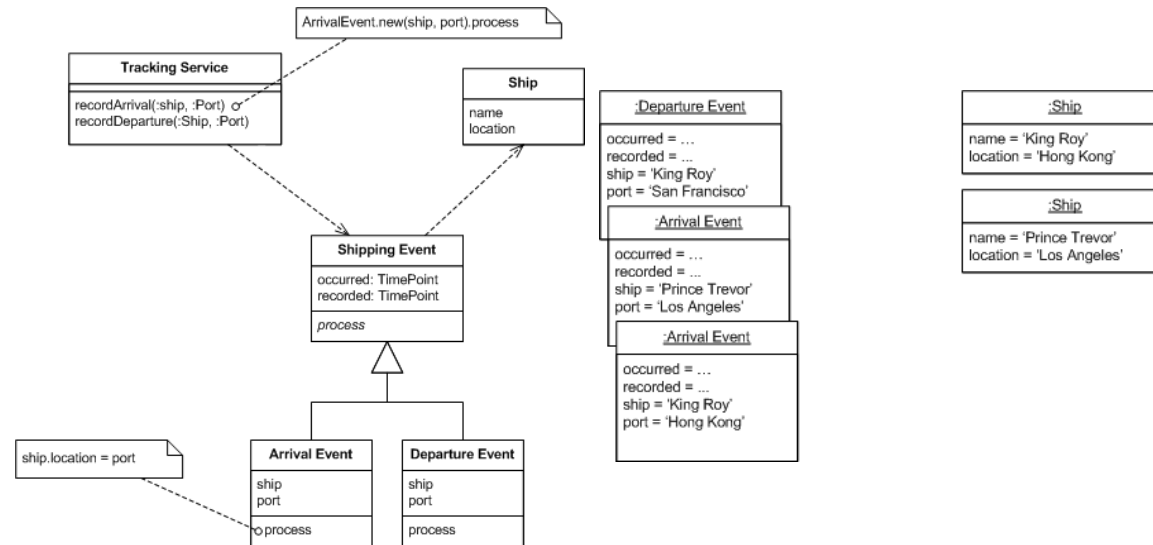 ArrivalEvent.new(ship, port).process
Tracking Service
recordArrival(:ship, :Port)
recordDeparture(:Ship, :Port)
Ship
name
location
Shipping Event
occurred: TimePoint
recorded: TimePoint
process
ship.location = port
Arrival Event
ship
port
process
Departure Event
ship
port
process
:Departure Event
occurred = ...
recorded = ...
ship = 'King Roy'
port = 'San Francisco'
:Arrival Event
occurred = ...
recorded = ...
ship = 'Prince Trevor'
port = 'Los Angeles'
:Arrival Event
occurred = ...
recorded = ...
ship = 'King Roy'
port = 'Hong Kong'
:Ship
name = 'King Roy'
location = 'Hong Kong'
:Ship
name = 'Prince Trevor'
location = 'Los Angeles'